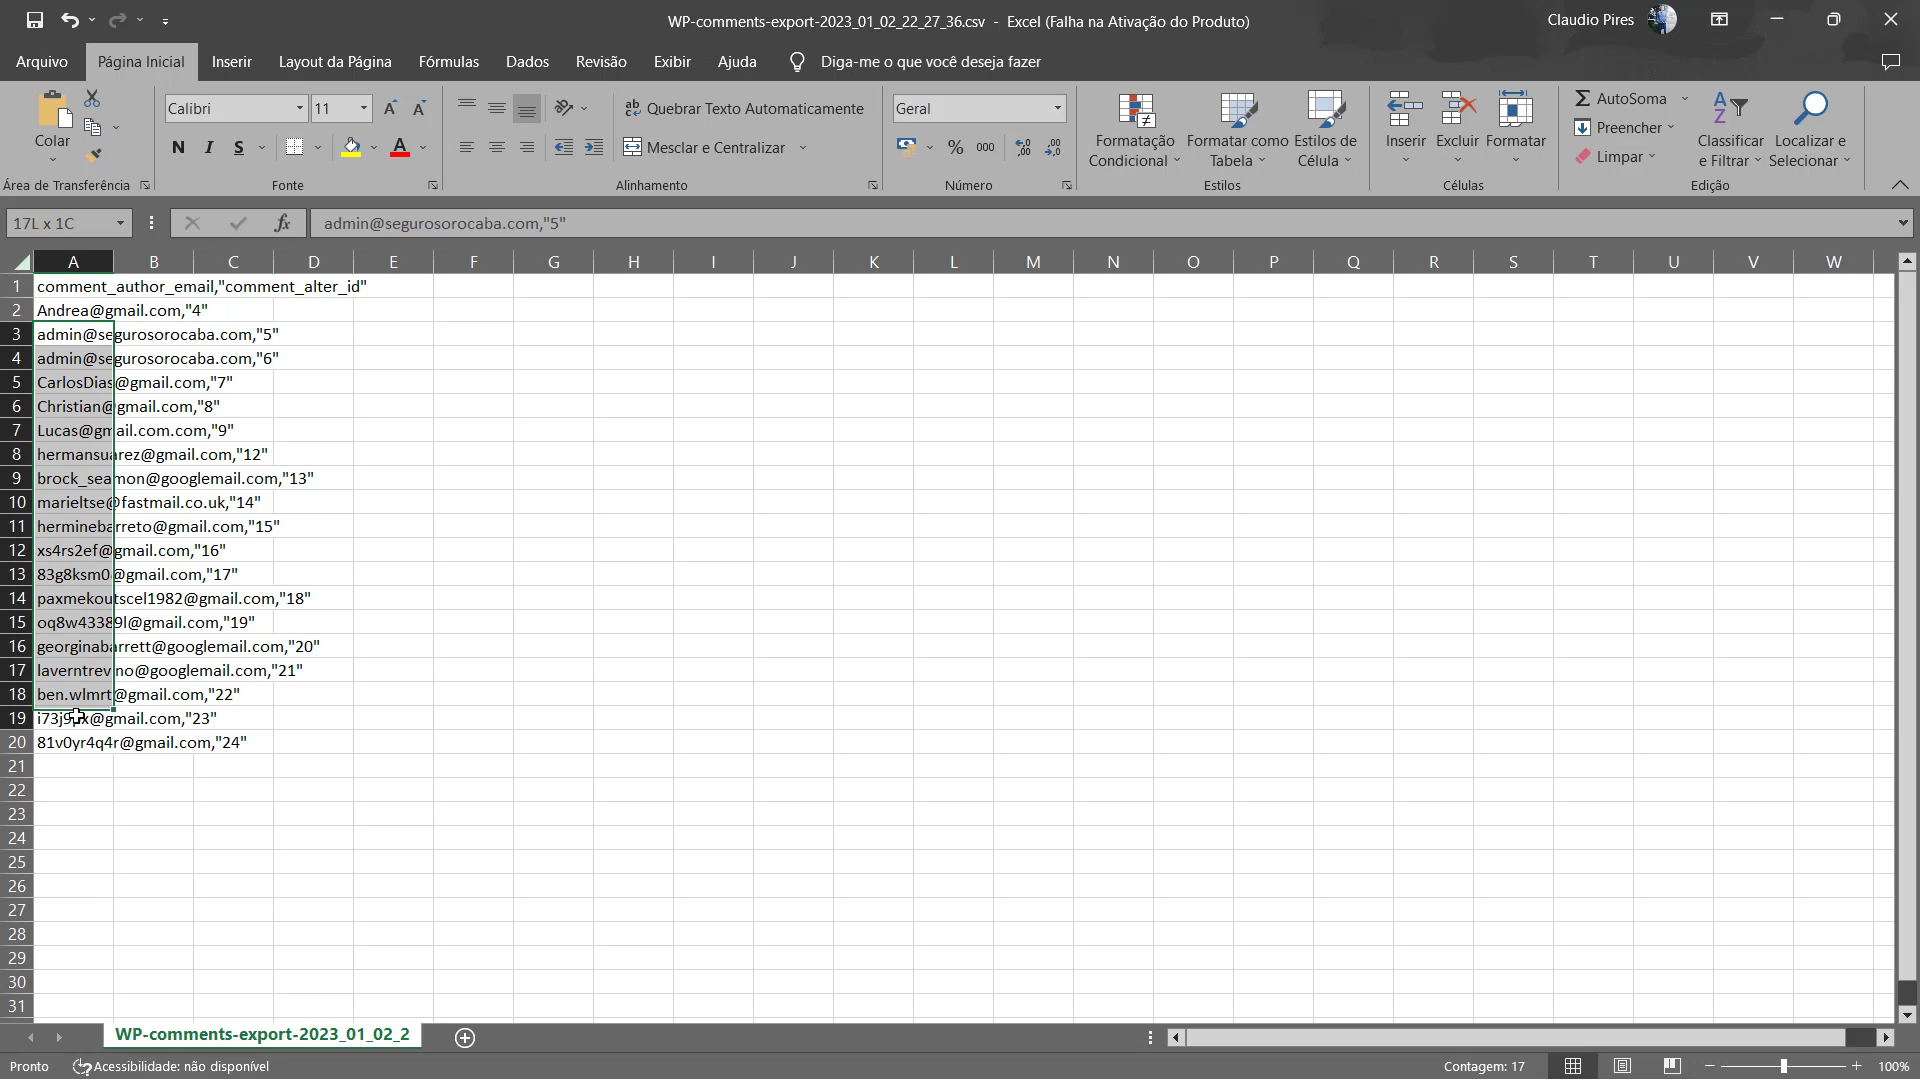 WP-comments-export-2023_01_02_22_27_36.csv - Excel (Falha na Ativação do Produto)
Claudio Pires
Arquivo Página Inicial Inserir Layout da Página Fórmulas Dados Revisão Exibir Ajuda Diga-me o que você deseja fazer
Colar
Área de Transferência
Calibri 11
N I S
Fonte
Quebrar Texto Automaticamente
Mesclar e Centralizar
Alinhamento
Geral
% 000
Número
Formatação Condicional
Formatar como Tabela
Estilos de Célula
Estilos
Inserir Excluir Formatar
Células
AutoSoma
Preencher
Limpar
Classificar e Filtrar
Localizar e Selecionar
Edição
17L x 1C fx admin@segurosorocaba.com,"5"
A B C D E F G H I J K L M N O P Q R S T U V W
1 comment_author_email,"comment_alter_id"
2 Andrea@gmail.com,"4"
3 admin@segurosorocaba.com,"5"
4 admin@segurosorocaba.com,"6"
5 CarlosDias@gmail.com,"7"
6 Christian@gmail.com,"8"
7 Lucas@gmail.com.com,"9"
8 hermansuarez@gmail.com,"12"
9 brock_seamon@googlemail.com,"13"
10 marieltse@fastmail.co.uk,"14"
11 herminebarreto@gmail.com,"15"
12 xs4rs2ef@gmail.com,"16"
13 @gmail.com,"17"
14 paxmekoutscel1982@gmail.com,"18"
15 oq8w43389l@gmail.com,"19"
16 georginabarrett@googlemail.com,"20"
17 laverntrevino@googlemail.com,"21"
18 ben.wlmrt@gmail.com,"22"
19 @gmail.com,"23"
20 81v0yr4q4r@gmail.com,"24"
21
22
23
24
25
26
27
28
29
30
31
WP-comments-export-2023_01_02_2
Pronto Acessibilidade: não disponível Contagem: 17 100%